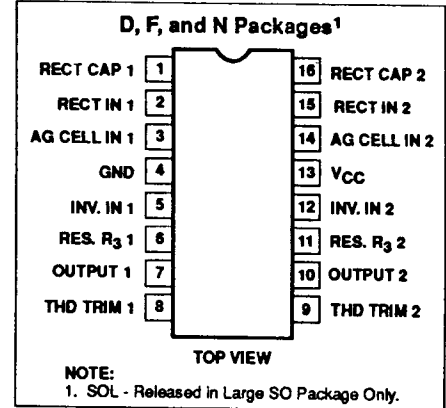 D, F, and N Packages1
RECT CAP 1 1 16 RECT CAP 2
RECT IN 1 2 15 RECT IN 2
AG CELL IN 1 3 14 AG CELL IN 2
GND 4 13 VCC
INV. IN 1 5 12 INV. IN 2
RES. R3 1 6 11 RES. R3 2
OUTPUT 1 7 10 OUTPUT 2
THD TRIM 1 8 9 THD TRIM 2
TOP VIEW
NOTE:
1. SOL - Released in Large SO Package Only.